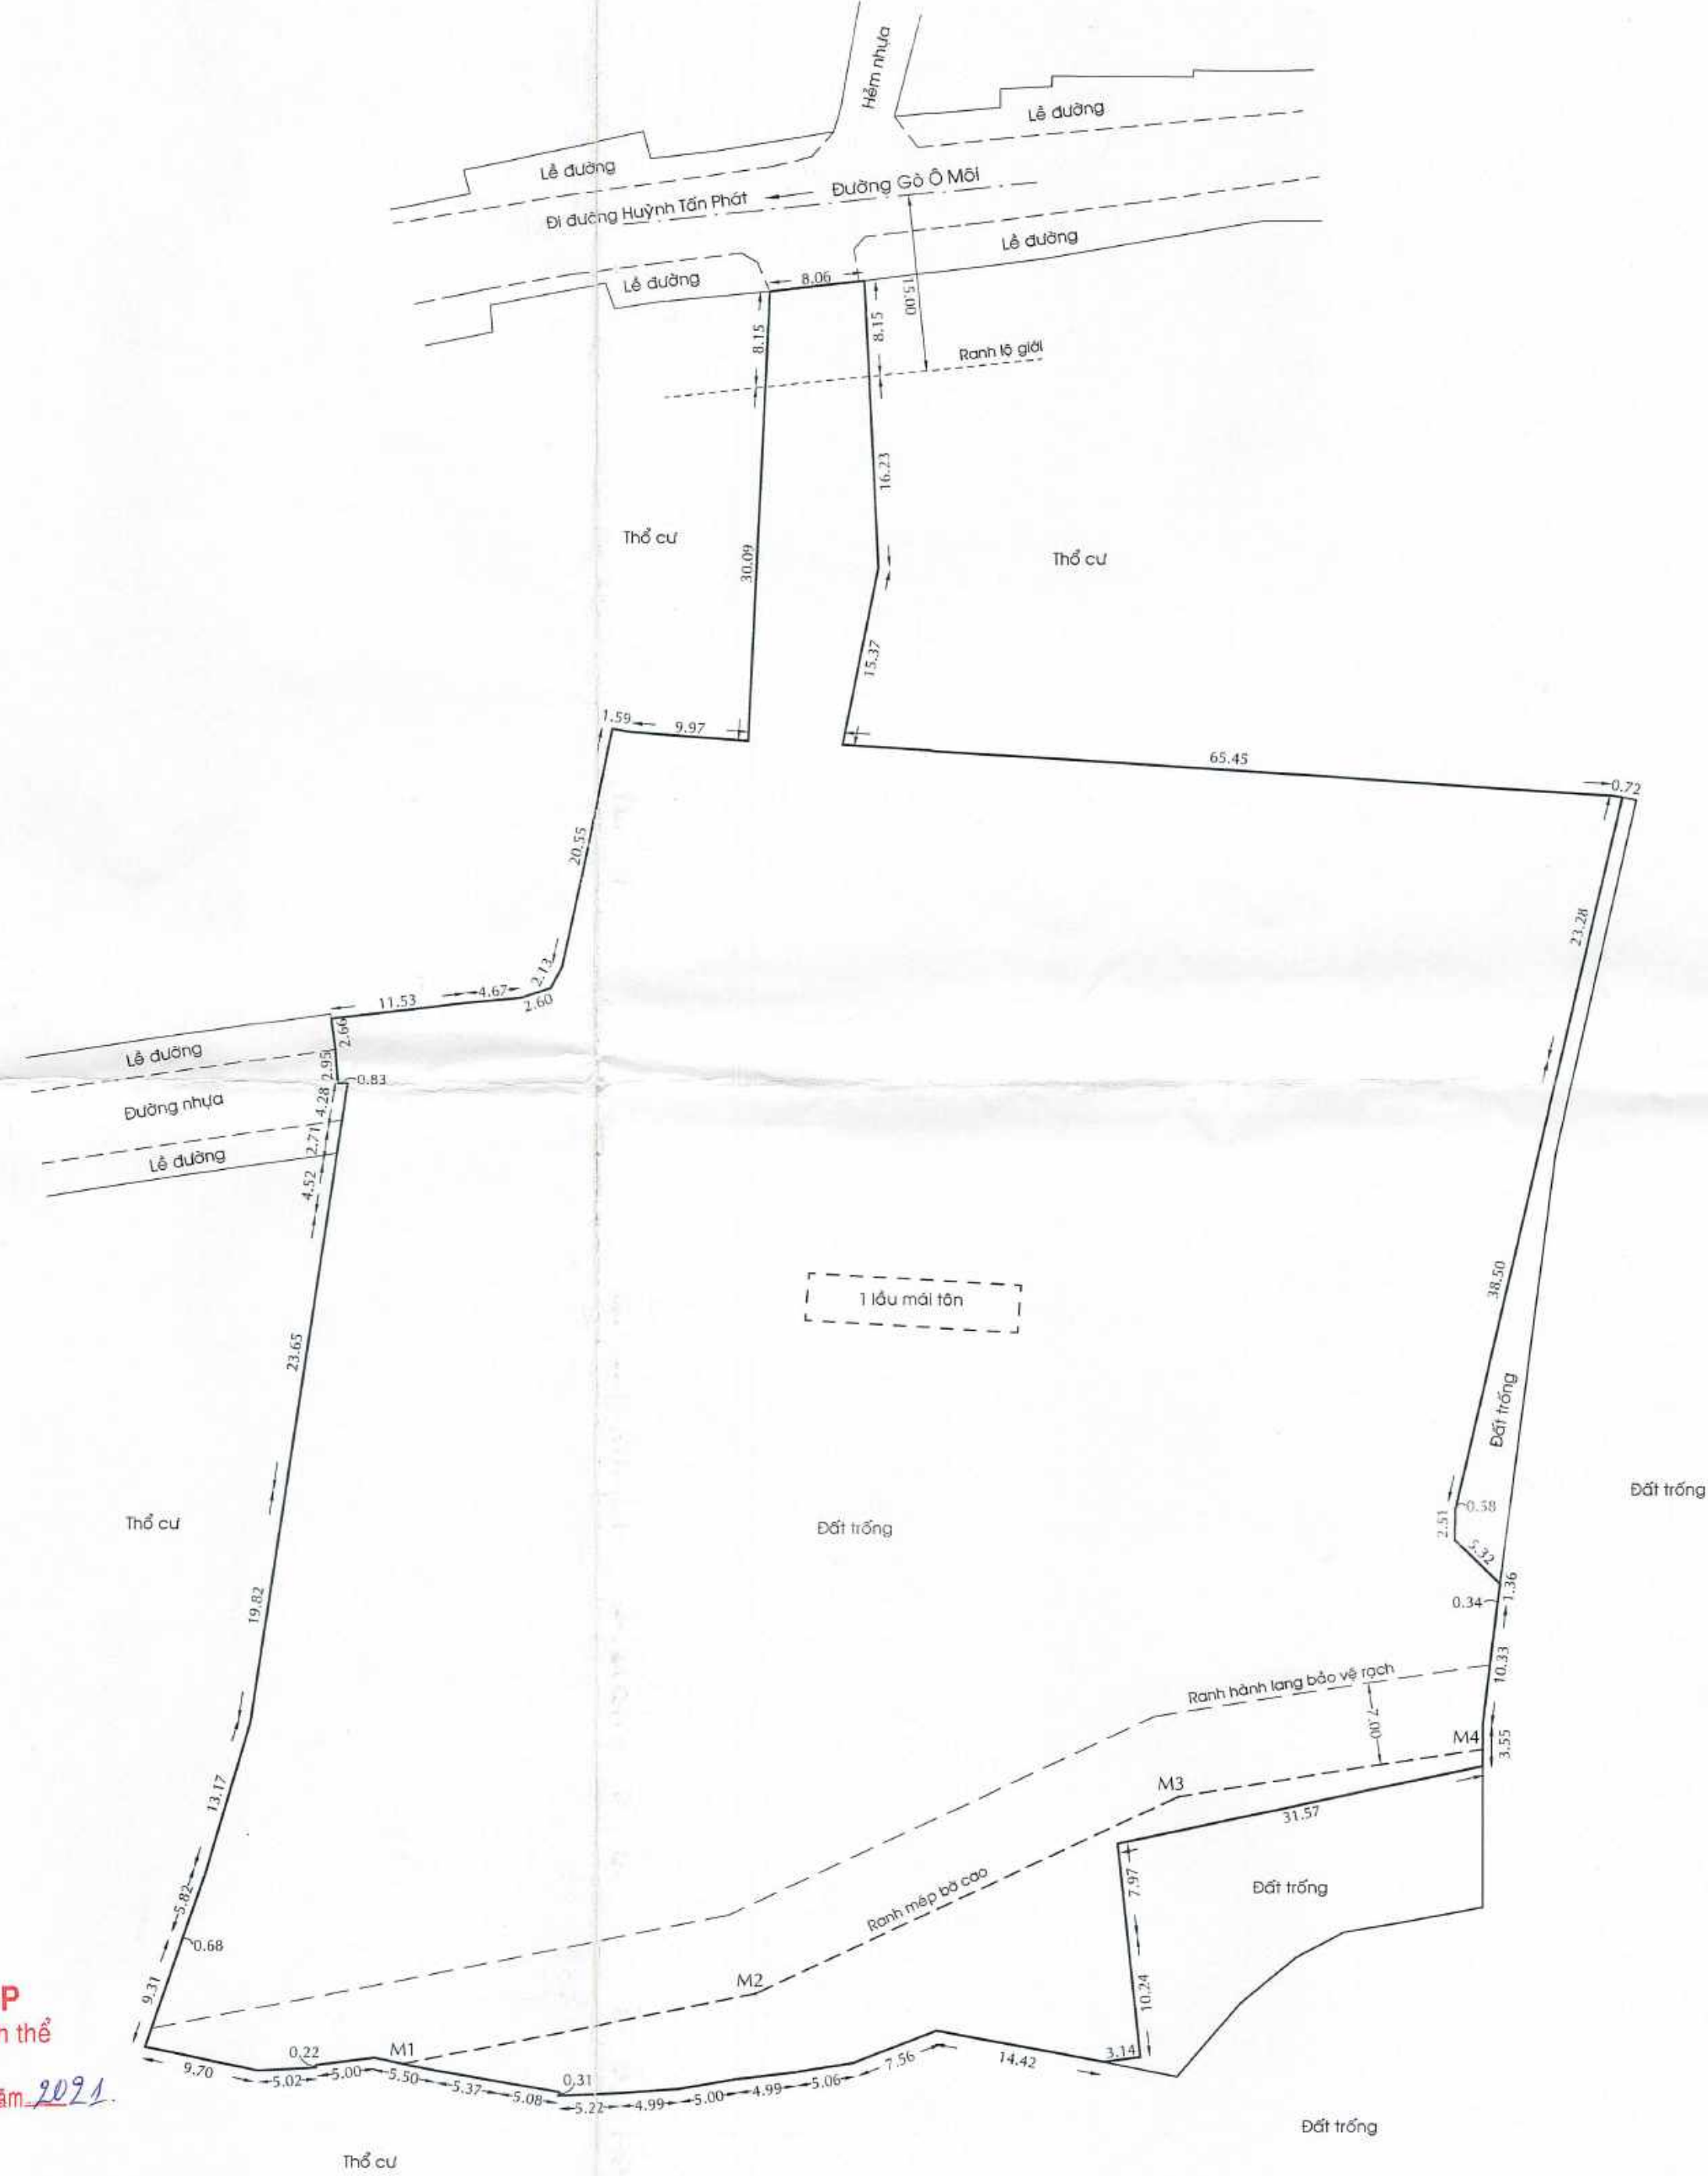 Hẻm nhựa
Lề đường
Lề đường
Đường Gò Ô Môi
Đi đường Huỳnh Tấn Phát
Lề đường
Lề đường
8.06
15.00
8.15
8.15
Ranh lộ giới
16.23
Thổ cư
30.09
Thổ cư
15.37
1.59
9.97
65.45
0.72
20.55
23.28
2.13
4.67
11.53
2.60
2.66
Lề đường
2.95
0.83
Đường nhựa
4.28
2.71
Lề đường
4.52
38.50
1 lầu mái tôn
23.65
Đất trống
Đất trống
0.58
Thổ cư
Đất trống
2.51
5.32
1.36
0.34
19.82
10.33
Ranh hành lang bảo vệ rạch
7.00
M4
3.55
M3
13.17
31.57
Ranh mép bờ cao
7.97
Đất trống
5.82
0.68
M2
9.31
10.24
P
thể
0.22
M1
9.70
5.02
5.00
5.50
5.37
5.08
0.31
5.22
4.99
5.00
4.99
5.06
7.56
14.42
3.14
2021.
Đất trống
Thổ cư